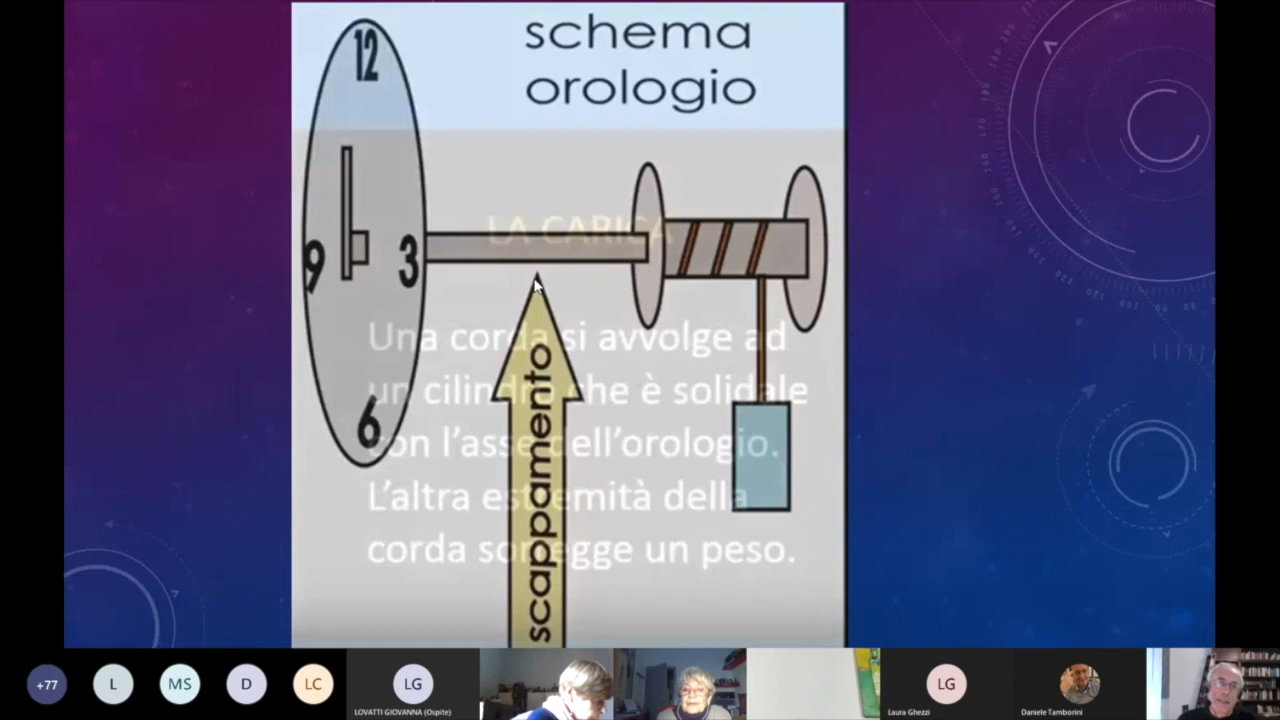 schema
orologio
12
9
3
6
LA CARICA
Una corda si avvolge ad
un cilindro che è solidale
con l'asse dell'orologio.
L'altra estremità della
corda sorregge un peso.
scappamento
+77
L
MS
D
LC
LG
LOVATTI GIOVANNA (Ospite)
LG
Laura Ghezzi
Daniele Tamborini